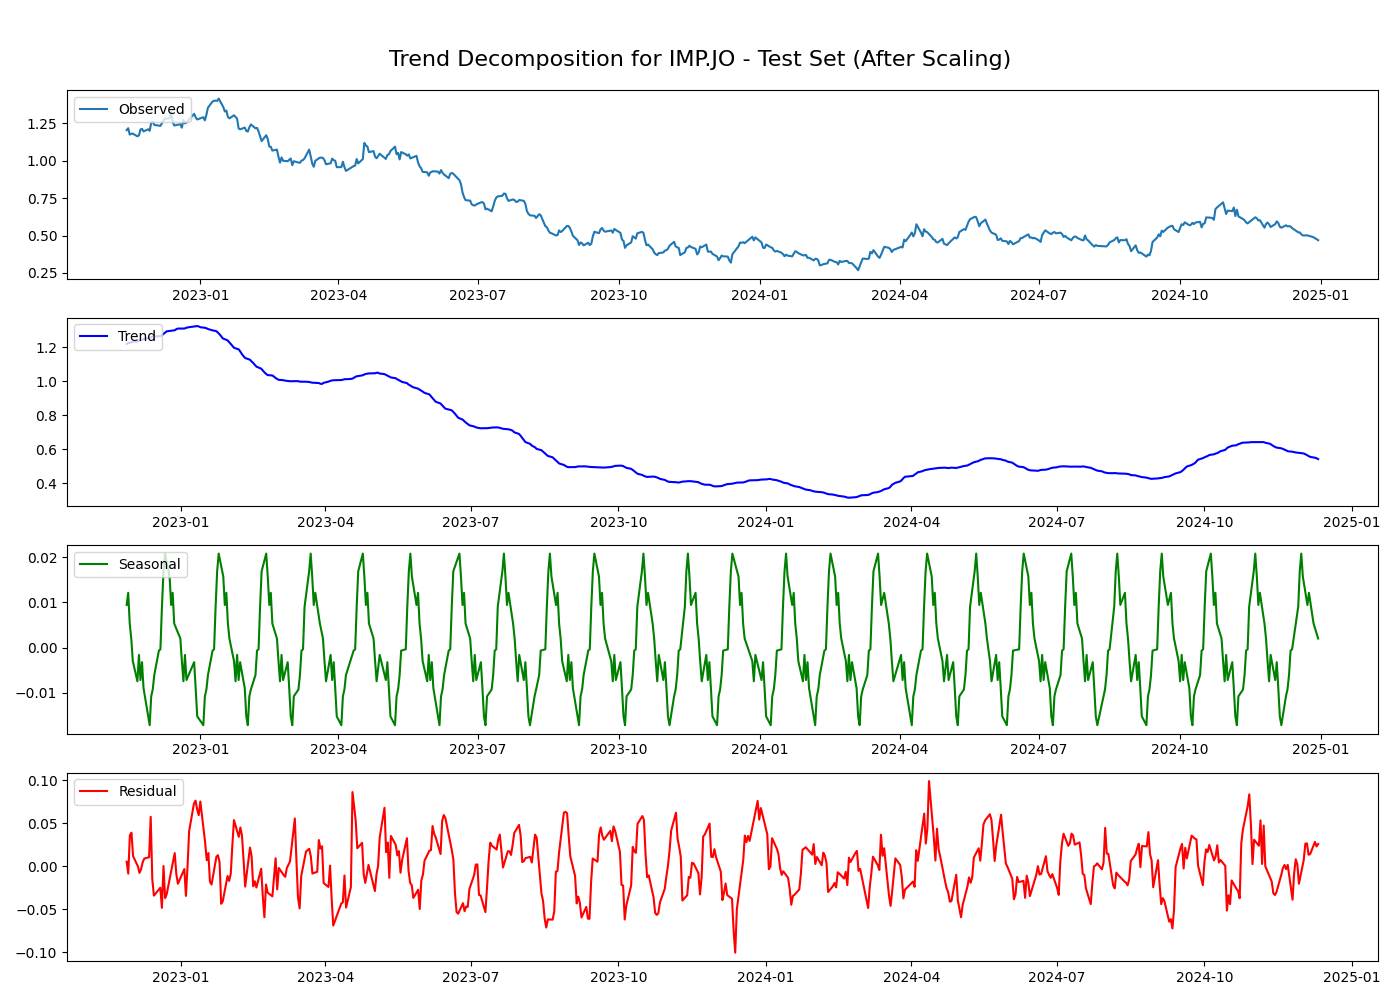 Trend Decomposition for IMP.JO - Test Set (After Scaling)
Observed
1.25
1.00
0.75
0.50
0.25
2023-01 2023-04 2023-07 2023-10 2024-01 2024-04 2024-07 2024-10 2025-01
Trend
1.2
1.0
0.8
0.6
0.4
2023-01 2023-04 2023-07 2023-10 2024-01 2024-04 2024-07 2024-10 2025-01
Seasonal
0.02
0.01
0.00
−0.01
2023-01 2023-04 2023-07 2023-10 2024-01 2024-04 2024-07 2024-10 2025-01
Residual
0.10
0.05
0.00
−0.05
−0.10
2023-01 2023-04 2023-07 2023-10 2024-01 2024-04 2024-07 2024-10 2025-01